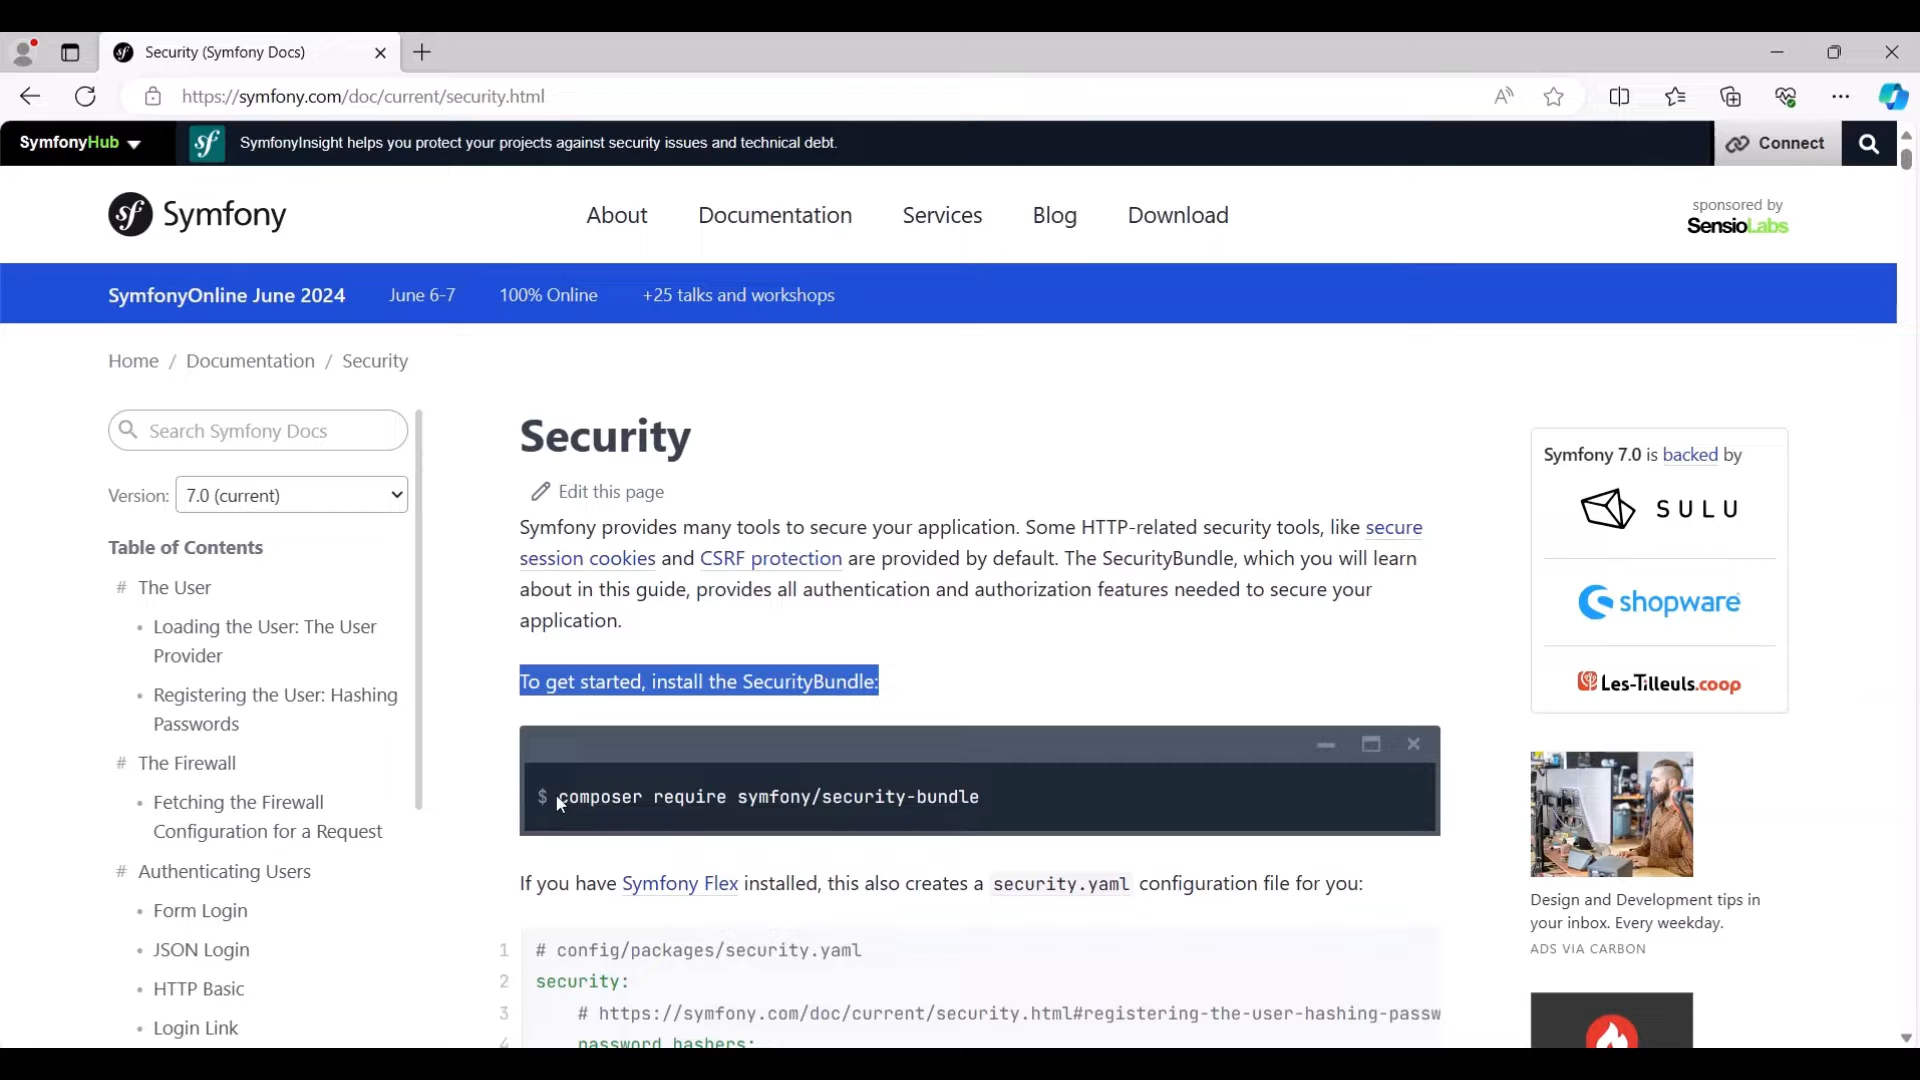 Security (Symfony Docs)
https://symfony.com/doc/current/security.html
SymfonyHub
sf
SymfonyInsight helps you protect your projects against security issues and technical debt.
Connect
sf Symfony
About
Documentation
Services
Blog
Download
sponsored by
SensioLabs
SymfonyOnline June 2024
June 6-7
100% Online
+25 talks and workshops
Home / Documentation / Security
Search Symfony Docs
Version: 7.0 (current)
Table of Contents
# The User
• Loading the User: The User
Provider
• Registering the User: Hashing
Passwords
# The Firewall
• Fetching the Firewall
Configuration for a Request
# Authenticating Users
• Form Login
• JSON Login
• HTTP Basic
• Login Link
Security
Edit this page
Symfony provides many tools to secure your application. Some HTTP-related security tools, like secure
session cookies and CSRF protection are provided by default. The SecurityBundle, which you will learn
about in this guide, provides all authentication and authorization features needed to secure your
application.
To get started, install the SecurityBundle:
$ composer require symfony/security-bundle
If you have Symfony Flex installed, this also creates a security.yaml configuration file for you:
1 # config/packages/security.yaml
2 security:
3 # https://symfony.com/doc/current/security.html#registering-the-user-hashing-passw
4 password_hashers:
Symfony 7.0 is backed by
SULU
shopware
Les-Tilleuls.coop
Design and Development tips in
your inbox. Every weekday.
ADS VIA CARBON